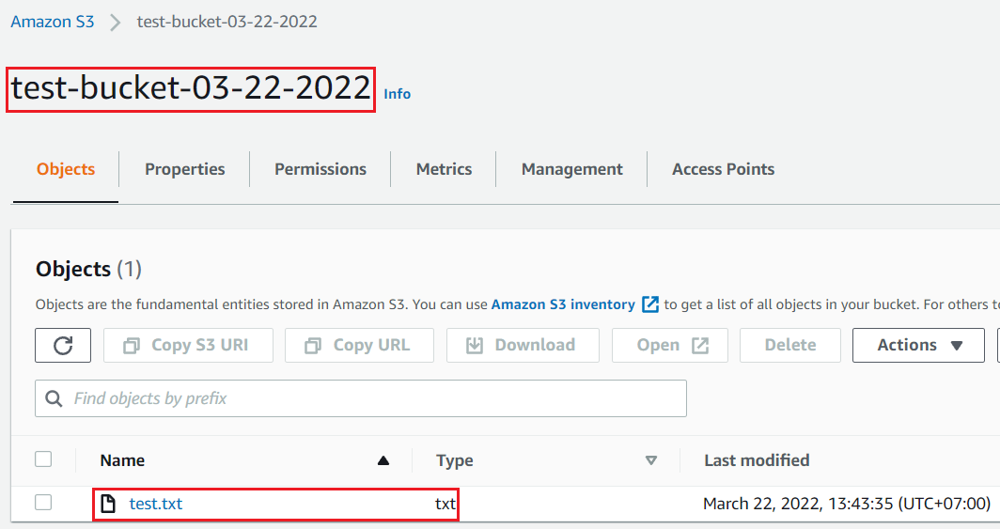 Amazon S3 > test-bucket-03-22-2022
test-bucket-03-22-2022 Info
Objects Properties Permissions Metrics Management Access Points
Objects (1)
Objects are the fundamental entities stored in Amazon S3. You can use Amazon S3 inventory to get a list of all objects in your bucket. For others
Copy S3 URI Copy URL Download Open Delete Actions
Find objects by prefix
Name Type Last modified
test.txt txt March 22, 2022, 13:43:35 (UTC+07:00)